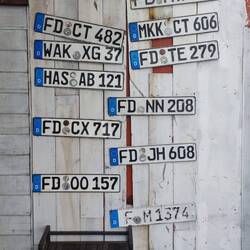 FD CT 482
MKK CT 606
WAK XG 37
FD TE 279
HAS AB 121
FD NN 208
FD CX 717
FD JH 608
FD OO 157
M 1374